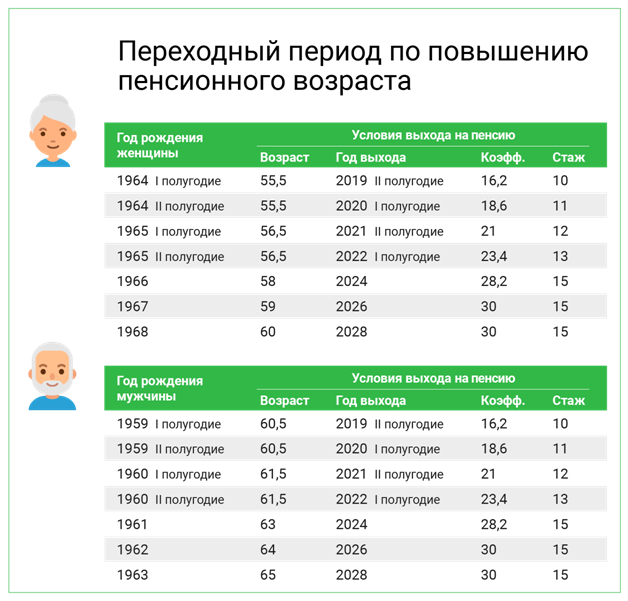 Переходный период по повышению
пенсионного возраста
Год рождения
женщины
Условия выхода на пенсию
Возраст Год выхода Коэфф. Стаж
1964 I полугодие 55,5 2019 II полугодие 16,2 10
1964 II полугодие 55,5 2020 I полугодие 18,6 11
1965 I полугодие 56,5 2021 II полугодие 21 12
1965 II полугодие 56,5 2022 I полугодие 23,4 13
1966 58 2024 28,2 15
1967 59 2026 30 15
1968 60 2028 30 15
Год рождения
мужчины
Условия выхода на пенсию
Возраст Год выхода Коэфф. Стаж
1959 I полугодие 60,5 2019 II полугодие 16,2 10
1959 II полугодие 60,5 2020 I полугодие 18,6 11
1960 I полугодие 61,5 2021 II полугодие 21 12
1960 II полугодие 61,5 2022 I полугодие 23,4 13
1961 63 2024 28,2 15
1962 64 2026 30 15
1963 65 2028 30 15